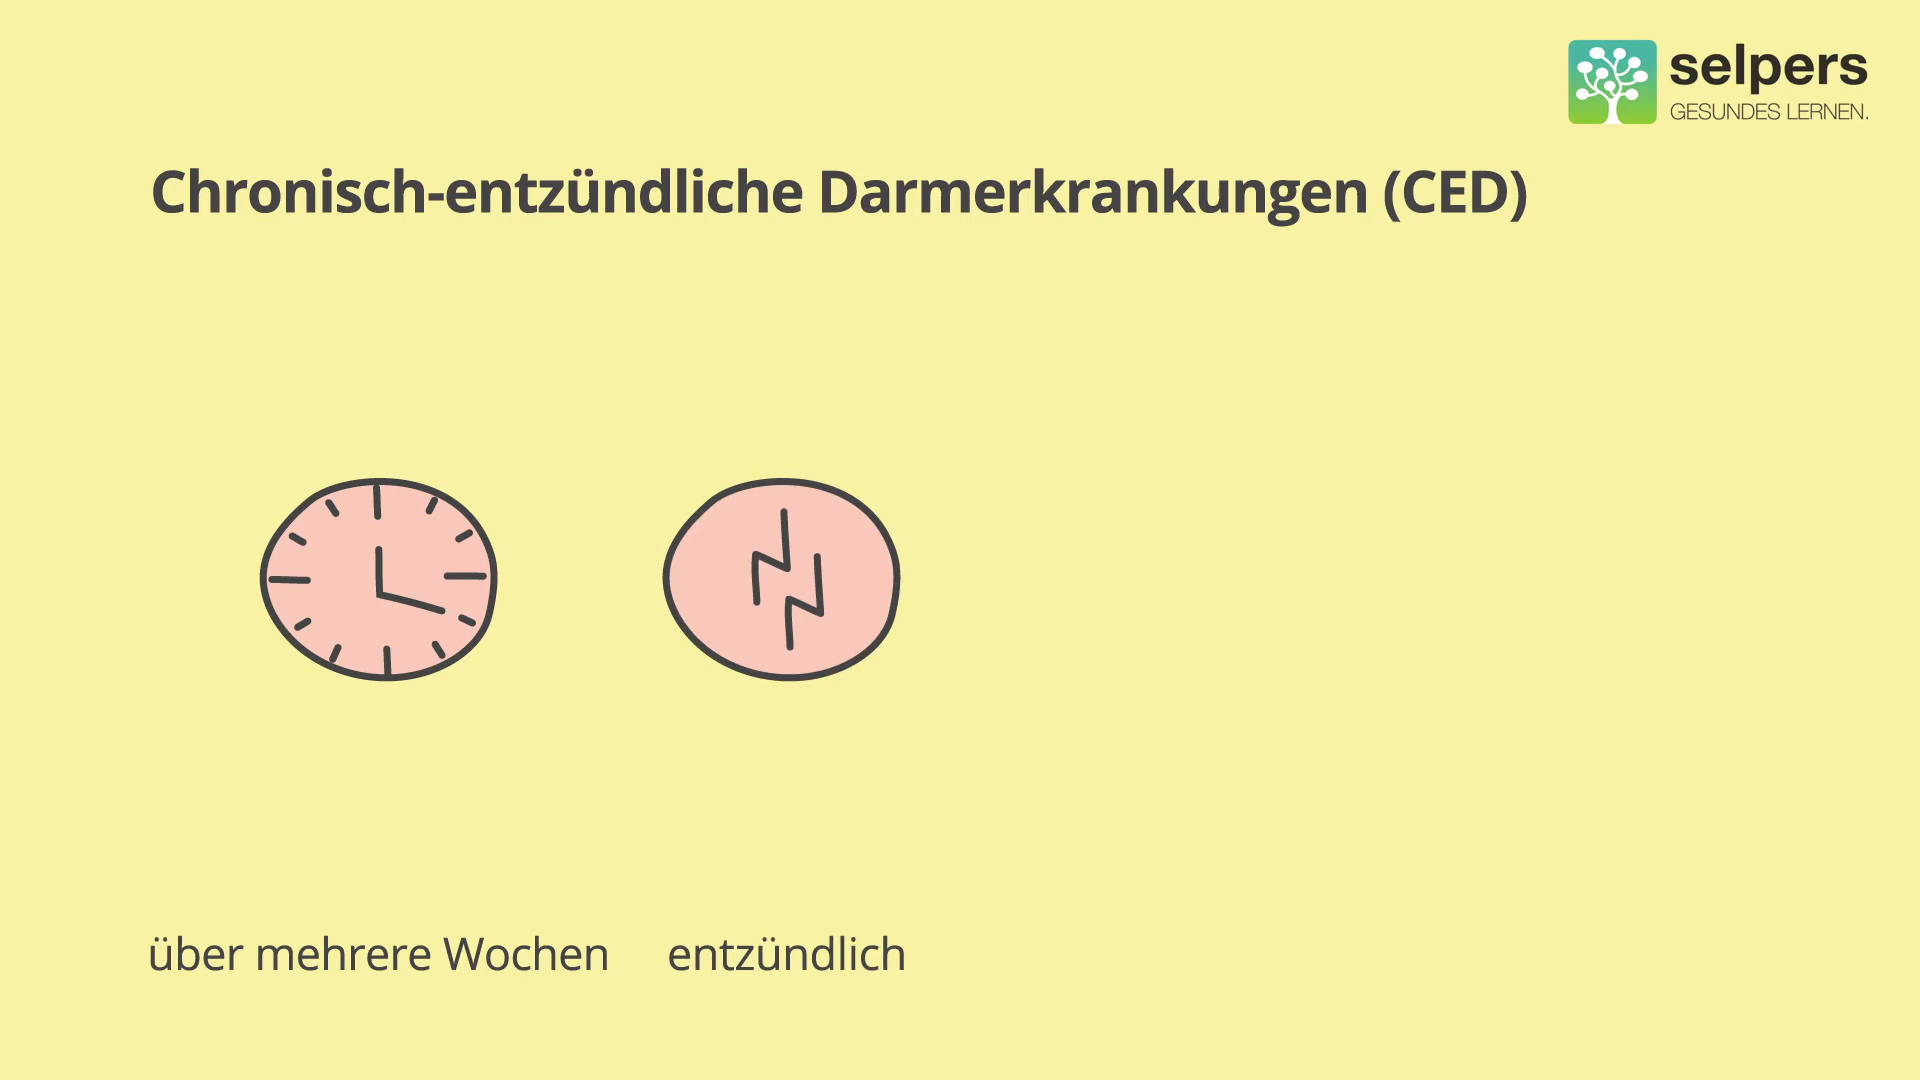 selpers
GESUNDES LERNEN.
Chronisch-entzündliche Darmerkrankungen (CED)
über mehrere Wochen
entzündlich